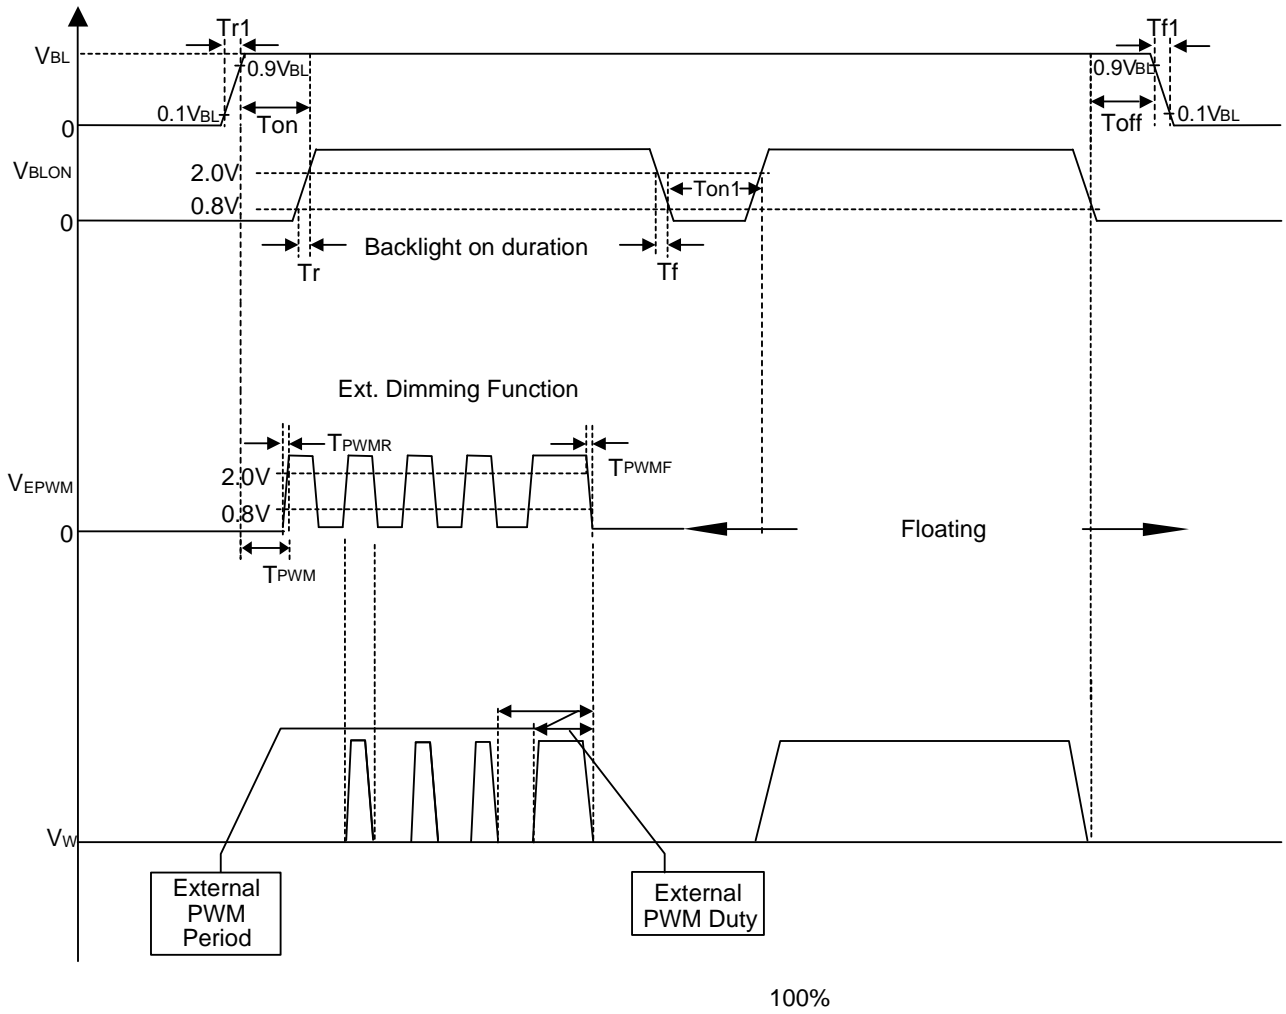 Tr1
Tf1
VBL
0.9VBL
0.9VBL
0.1VBL
0.1VBL
Ton
Toff
0
VBLON
2.0V
Ton1
0.8V
0
Backlight on duration
Tr
Tf
Ext. Dimming Function
TPWMR
TPWMF
2.0V
VEPWM
0.8V
0
Floating
TPWM
VW
External
PWM
Period
External
PWM Duty
100%